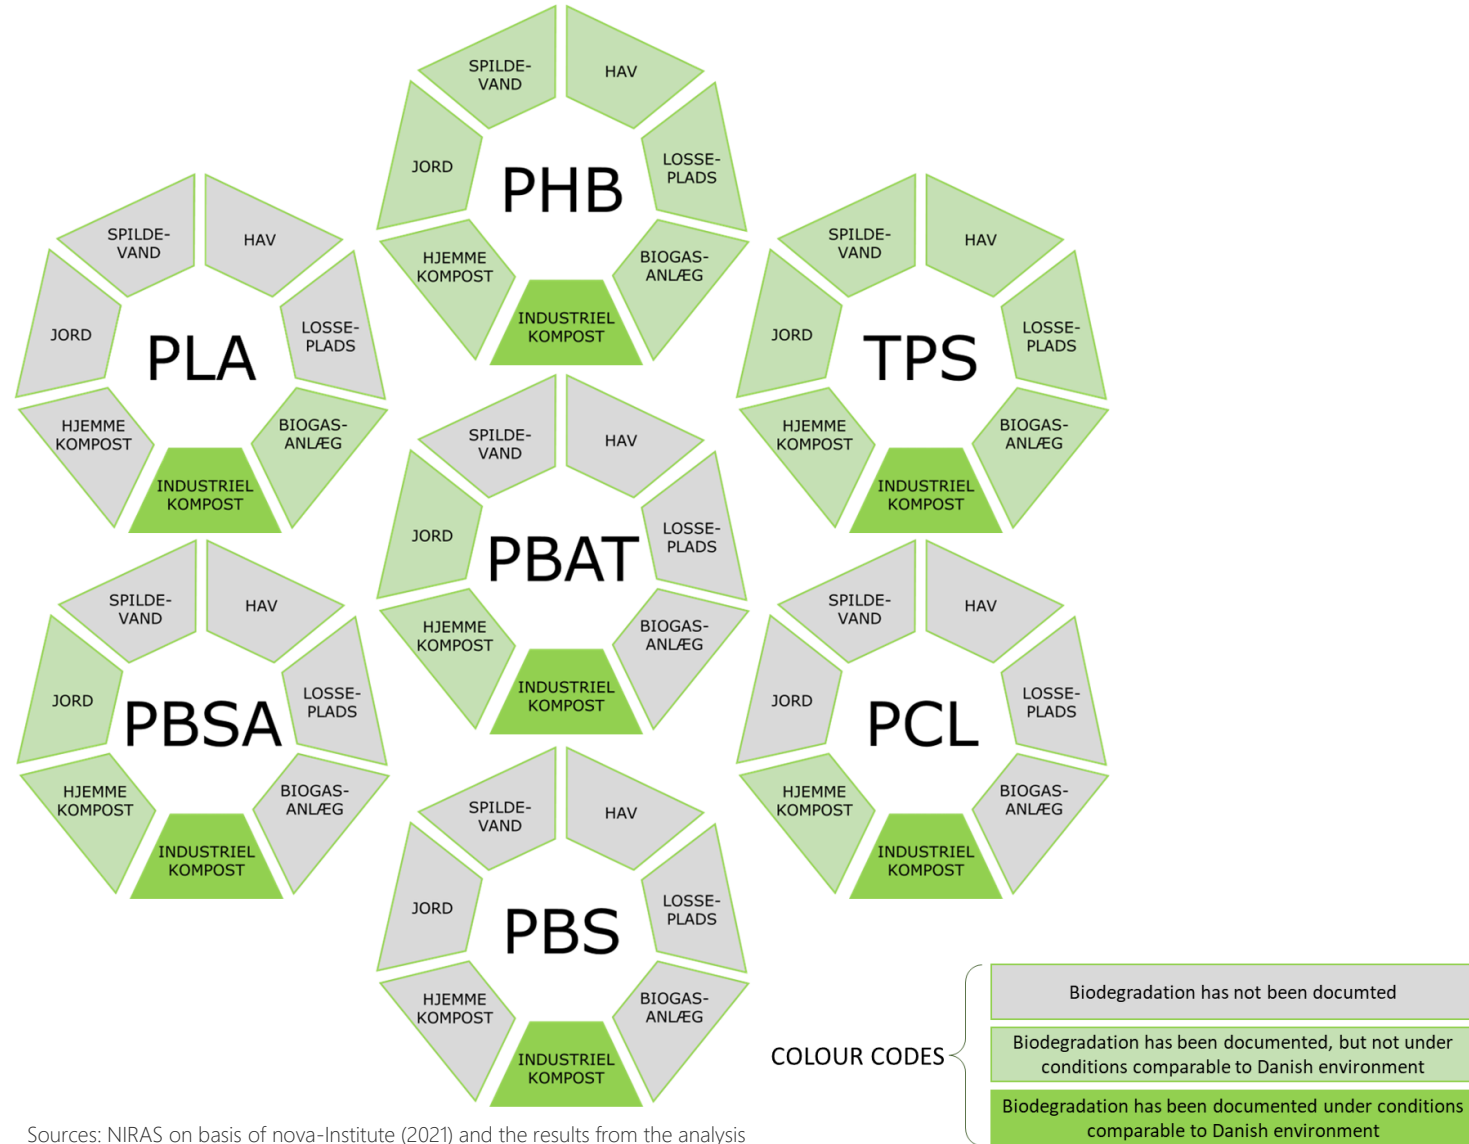 SPILDE-
VAND
HAV
JORD
LOSSE-
PLADS
PHB
HJEMME
KOMPOST
BIOGAS-
ANLÆG
INDUSTRIEL
KOMPOST
SPILDE-
VAND
HAV
JORD
LOSSE-
PLADS
PLA
HJEMME
KOMPOST
BIOGAS-
ANLÆG
INDUSTRIEL
KOMPOST
SPILDE-
VAND
HAV
JORD
LOSSE-
PLADS
TPS
HJEMME
KOMPOST
BIOGAS-
ANLÆG
INDUSTRIEL
KOMPOST
SPILDE-
VAND
HAV
JORD
LOSSE-
PLADS
PBAT
HJEMME
KOMPOST
BIOGAS-
ANLÆG
INDUSTRIEL
KOMPOST
SPILDE-
VAND
HAV
JORD
LOSSE-
PLADS
PBSA
HJEMME
KOMPOST
BIOGAS-
ANLÆG
INDUSTRIEL
KOMPOST
SPILDE-
VAND
HAV
JORD
LOSSE-
PLADS
PCL
HJEMME
KOMPOST
BIOGAS-
ANLÆG
INDUSTRIEL
KOMPOST
SPILDE-
VAND
HAV
JORD
LOSSE-
PLADS
PBS
HJEMME
KOMPOST
BIOGAS-
ANLÆG
INDUSTRIEL
KOMPOST
COLOUR CODES
Biodegradation has not been documted
Biodegradation has been documented, but not under
conditions comparable to Danish environment
Biodegradation has been documented under conditions
comparable to Danish environment
Sources: NIRAS on basis of nova-Institute (2021) and the results from the analysis